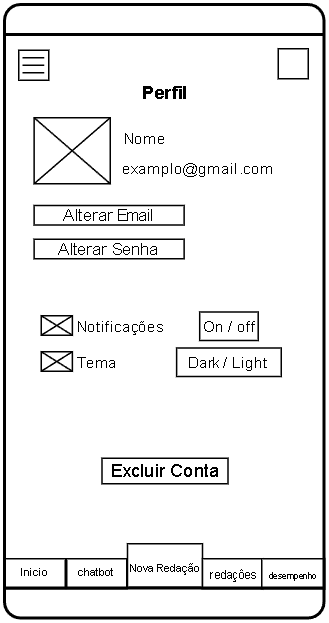 Perfil
Nome
examplo@gmail.com
Alterar Email
Alterar Senha
Notificações On / off
Tema Dark / Light
Excluir Conta
Inicio chatbot Nova Redação redações desempenho